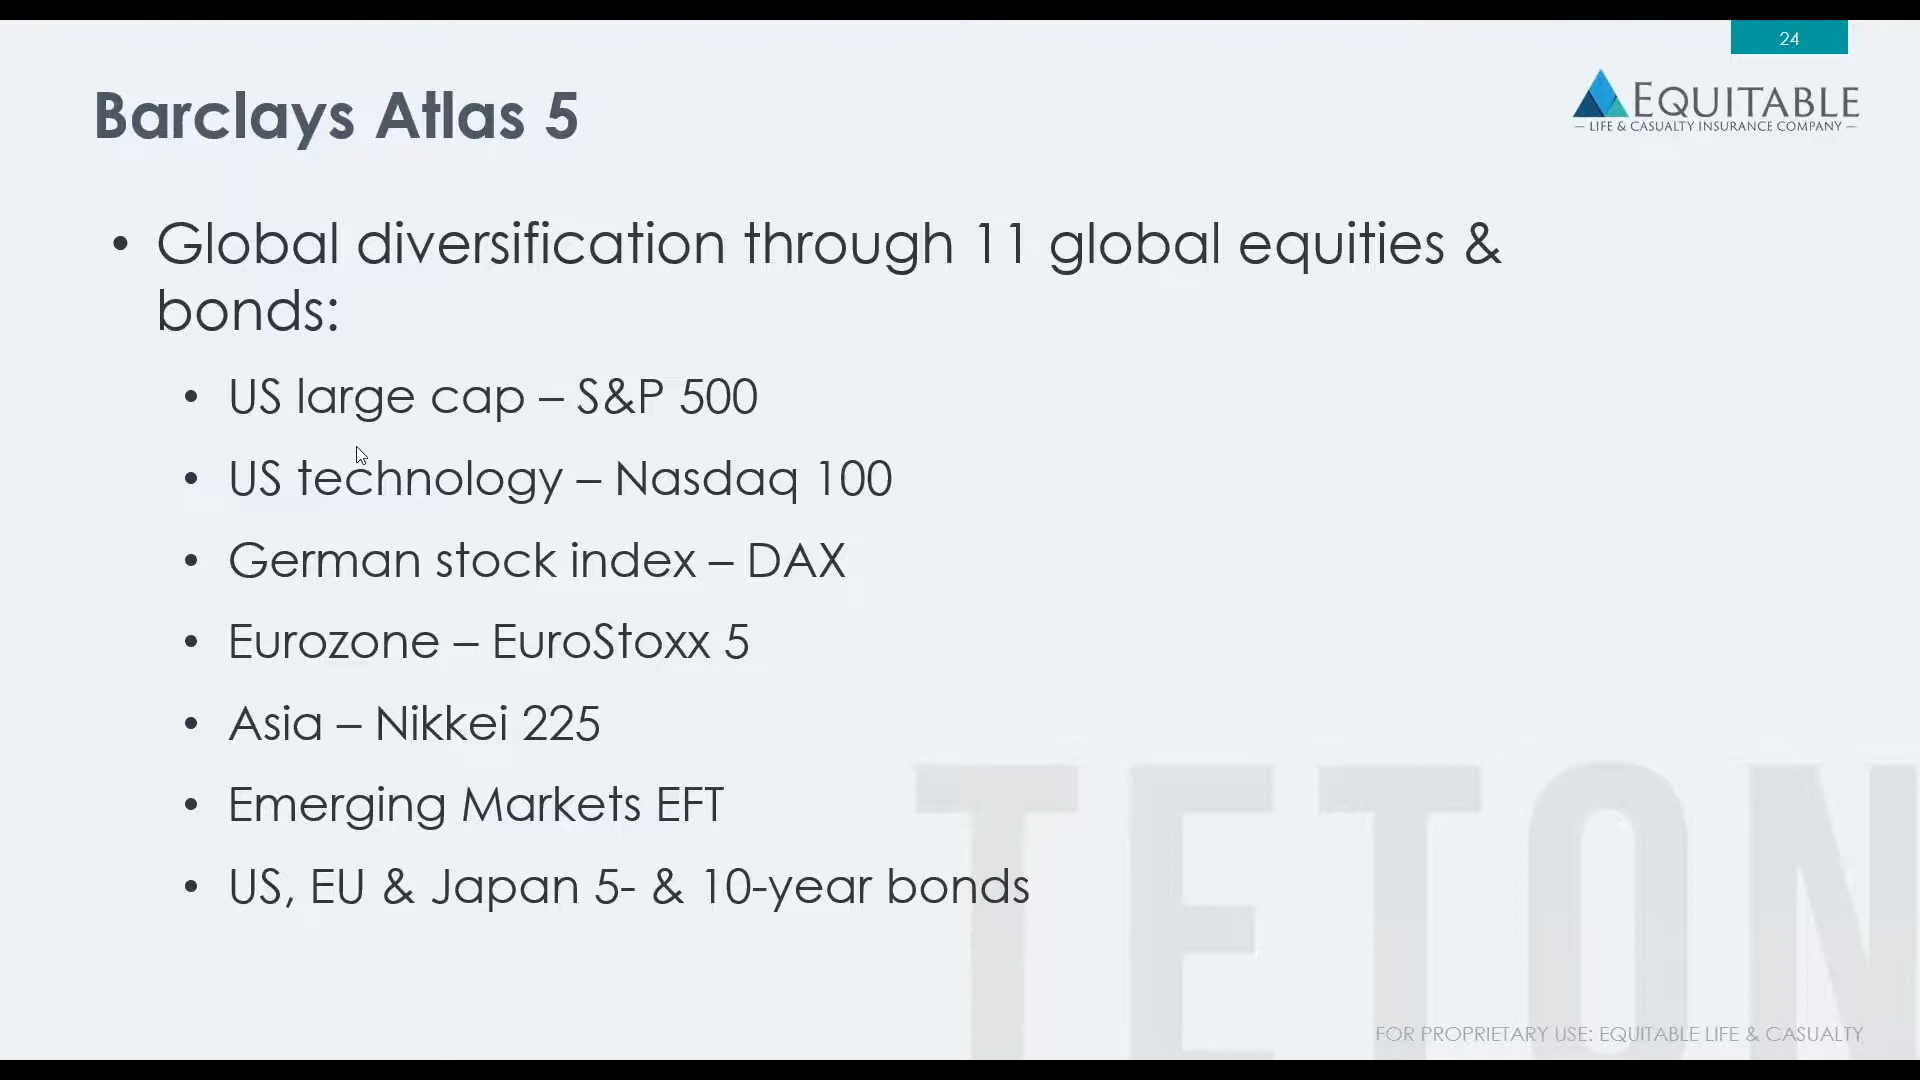 24
EQUITABLE
– LIFE & CASUALTY INSURANCE COMPANY –
Barclays Atlas 5
• Global diversification through 11 global equities &
bonds:
• US large cap – S&P 500
• US technology – Nasdaq 100
• German stock index – DAX
• Eurozone – EuroStoxx 5
• Asia – Nikkei 225
• Emerging Markets EFT
• US, EU & Japan 5- & 10-year bonds
TETON
FOR PROPRIETARY USE: EQUITABLE LIFE & CASUALTY